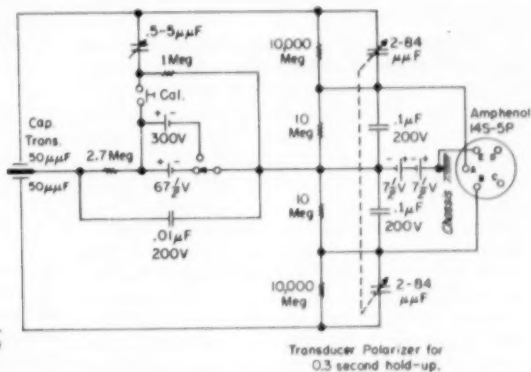 .5-5μμF
1 Meg
Cal.
Cap.
Trans.
50μμF
50μμF
2.7 Meg
+ -
300V
+ -
67½V
.01μF
200V
10,000
Meg
10
Meg
10
Meg
10,000
Meg
2-84
μμF
.1μF
200V
- + - +
7½V 7½V
.1μF
200V
2-84
μμF
Amphenol
14S-5P
Chassis
E D
A
B C
Transducer Polarizer for
0.3 second hold-up.